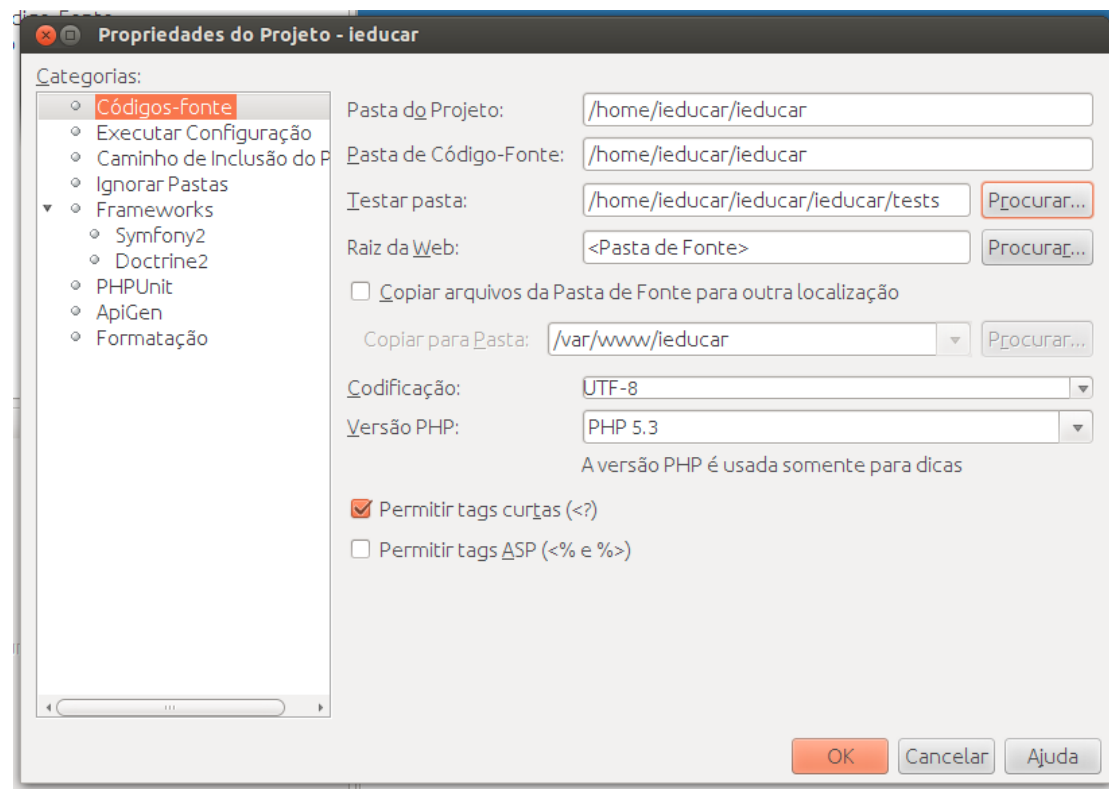 Propriedades do Projeto - ieducar
Categorias:
Códigos-fonte
Executar Configuração
Caminho de Inclusão do P
Ignorar Pastas
Frameworks
Symfony2
Doctrine2
PHPUnit
ApiGen
Formatação
Pasta do Projeto: /home/ieducar/ieducar
Pasta de Código-Fonte: /home/ieducar/ieducar
Testar pasta: /home/ieducar/ieducar/ieducar/tests Procurar...
Raiz da Web: <Pasta de Fonte> Procurar...
Copiar arquivos da Pasta de Fonte para outra localização
Copiar para Pasta: /var/www/ieducar Procurar...
Codificação: UTF-8
Versão PHP: PHP 5.3
A versão PHP é usada somente para dicas
Permitir tags curtas (<?)
Permitir tags ASP (<% e %>)
OK Cancelar Ajuda